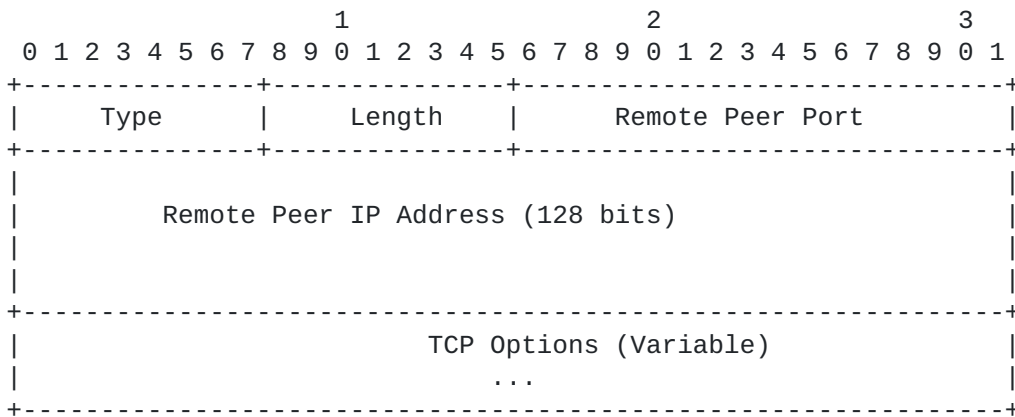 1                   2                   3
 0 1 2 3 4 5 6 7 8 9 0 1 2 3 4 5 6 7 8 9 0 1 2 3 4 5 6 7 8 9 0 1
+---------------+---------------+-------------------------------+
|     Type      |     Length    |      Remote Peer Port         |
+---------------+---------------+-------------------------------+
|                                                               |
|         Remote Peer IP Address (128 bits)                     |
|                                                               |
|                                                               |
+---------------------------------------------------------------+
|                          TCP Options (Variable)               |
|                              ...                              |
+---------------------------------------------------------------+